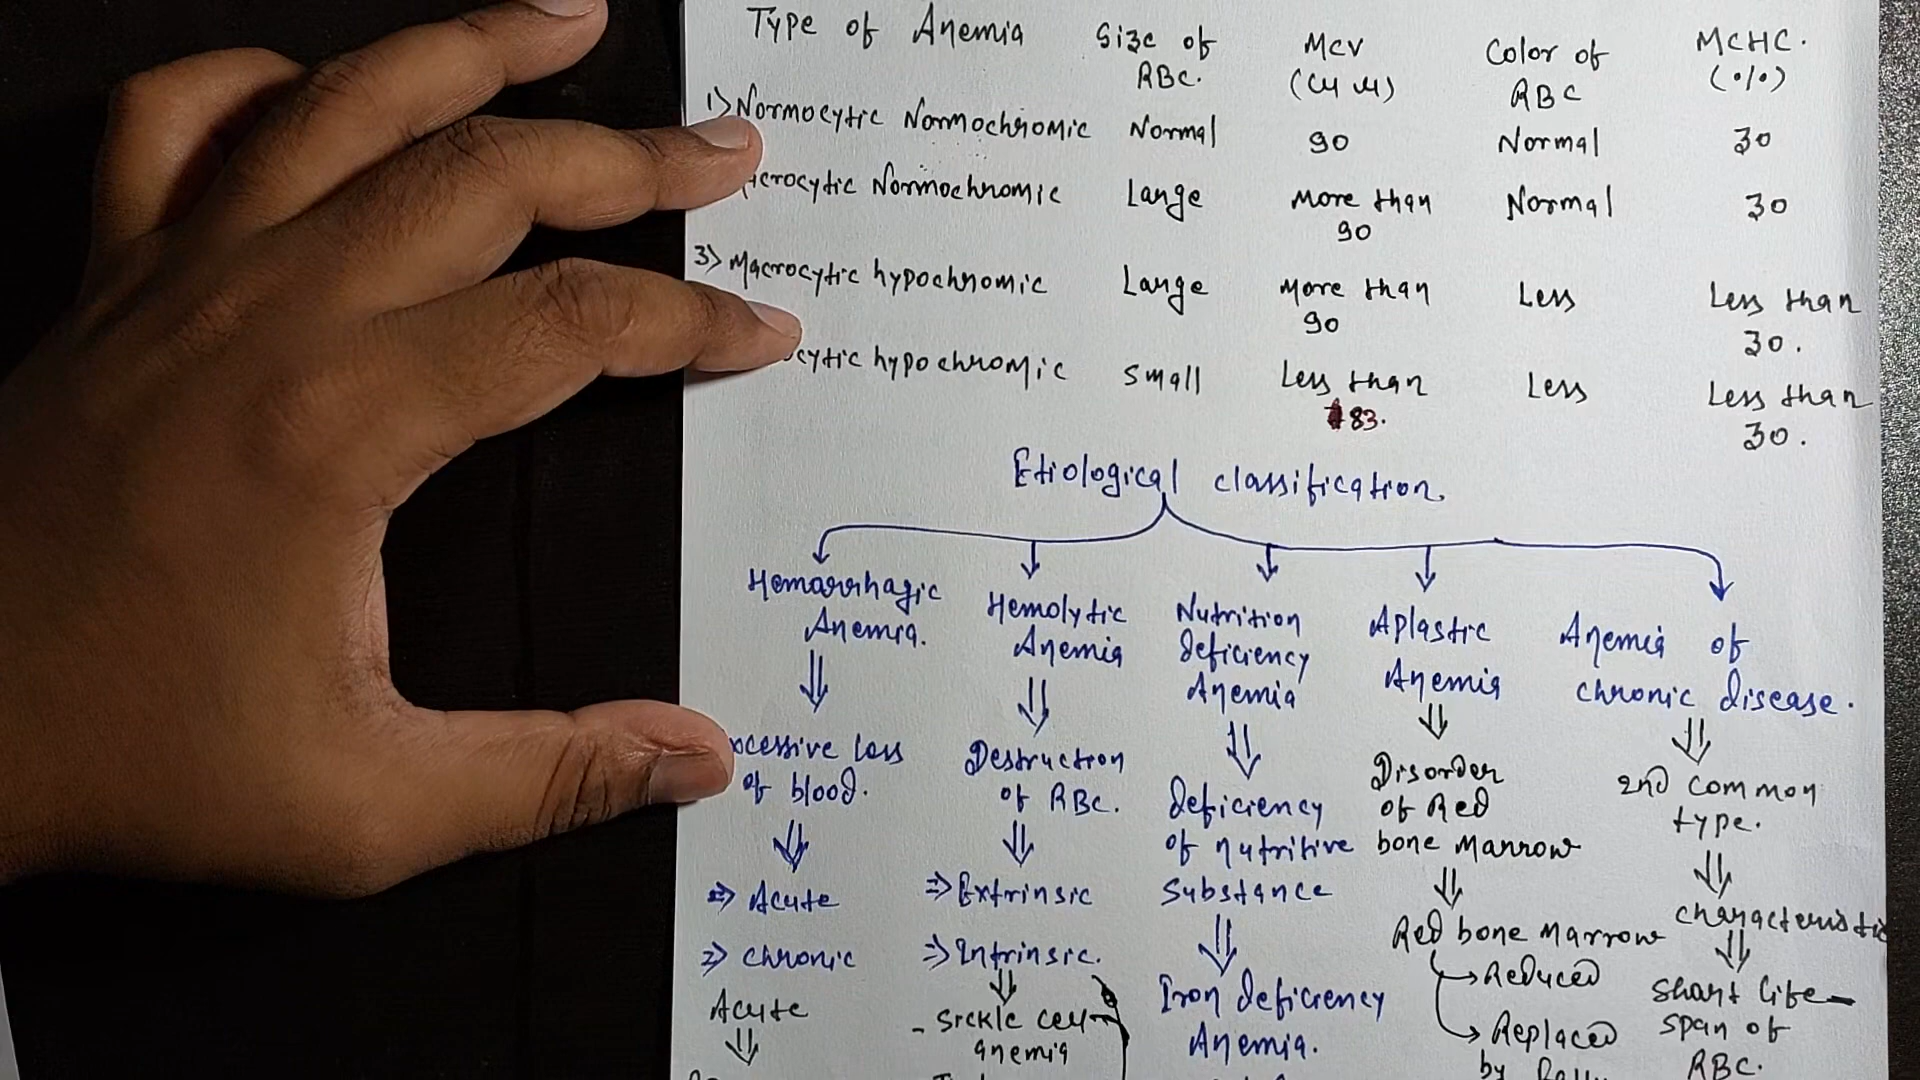 Type of Anemia Size of RBC. MCV (Cu u) Color of RBC MCHC. (%)
1) Normocytic Normochromic Normal 90 Normal 30
crocytic Normochromic Large More than 90 Normal 30
3) Macrocytic hypochromic Large More than 90 Less Less than 30.
ocytic hypochromic Small Less than 83. Less Less than 30.
Etiological classification.
Hemarrhagic
Anemia.
xcessive Loss
of blood.
Acute
2) Chronic
Acute
Hemolytic
Anemia
Destruction
of RBC.
Extrinsic
Intrinsic.
- Sickle cell
anemia
Nutrition
deficiency
Anemia
deficiency
of nutritive
Substance
Iron deficiency
Anemia.
Aplastic
Anemia
Disorder
of Red
bone Marrow
Red bone Marrow
Reduced
Replaced
by
Anemia of
chronic disease.
2nd common
type.
characteristic
Short life-
span of
RBC.